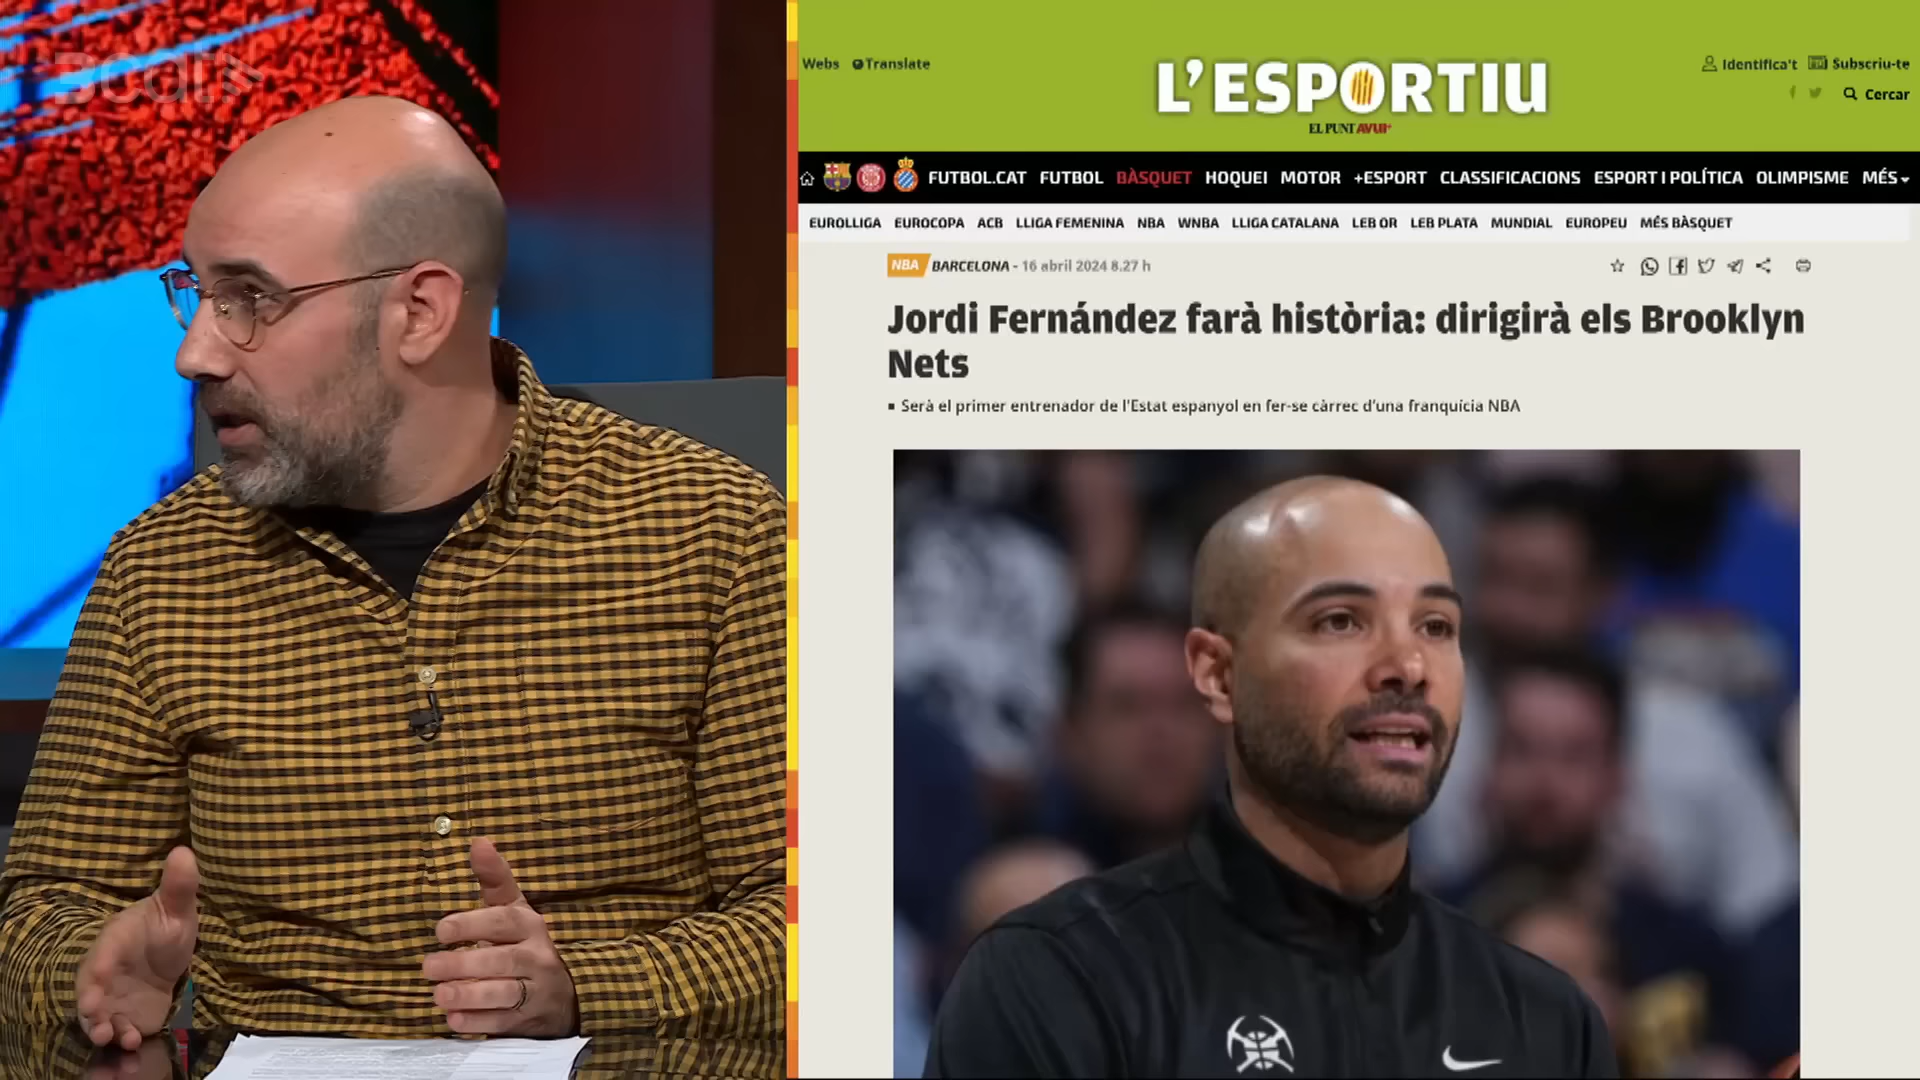 3cat
Webs Translate
L'ESPORTIU
EL PUNT AVUI+
Identifica't Subscriu-te
Cercar
FUTBOL.CAT FUTBOL BÀSQUET HOQUEI MOTOR +ESPORT CLASSIFICACIONS ESPORT I POLÍTICA OLIMPISME MÉS
EUROLLIGA EUROCOPA ACB LLIGA FEMENINA NBA WNBA LLIGA CATALANA LEB OR LEB PLATA MUNDIAL EUROPEU MÉS BÀSQUET
NBA BARCELONA - 16 abril 2024 8.27 h
Jordi Fernández farà història: dirigirà els Brooklyn
Nets
Serà el primer entrenador de l'Estat espanyol en fer-se càrrec d'una franquícia NBA